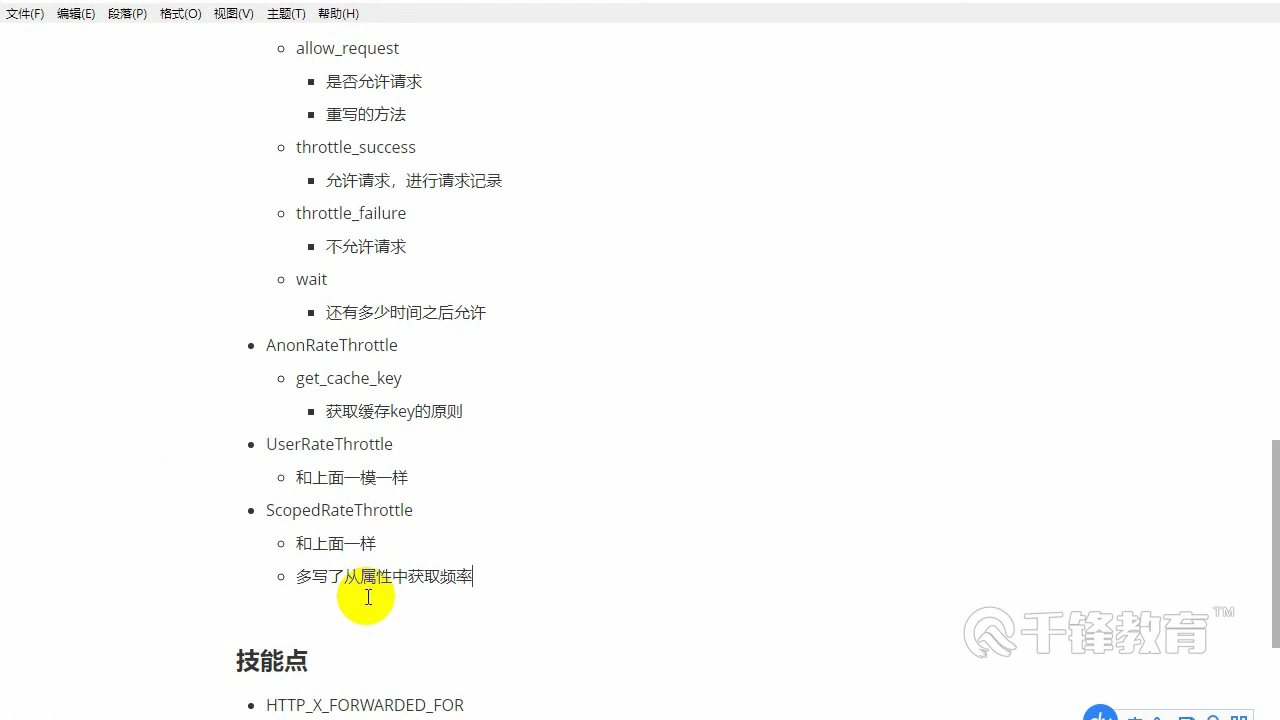 文件(F) 编辑(E) 段落(P) 格式(O) 视图(V) 主题(T) 帮助(H)
allow_request
是否允许请求
重写的方法
throttle_success
允许请求，进行请求记录
throttle_failure
不允许请求
wait
还有多少时间之后允许
AnonRateThrottle
get_cache_key
获取缓存key的原则
UserRateThrottle
和上面一模一样
ScopedRateThrottle
和上面一样
多写了从属性中获取频率
千锋教育™
技能点
HTTP_X_FORWARDED_FOR